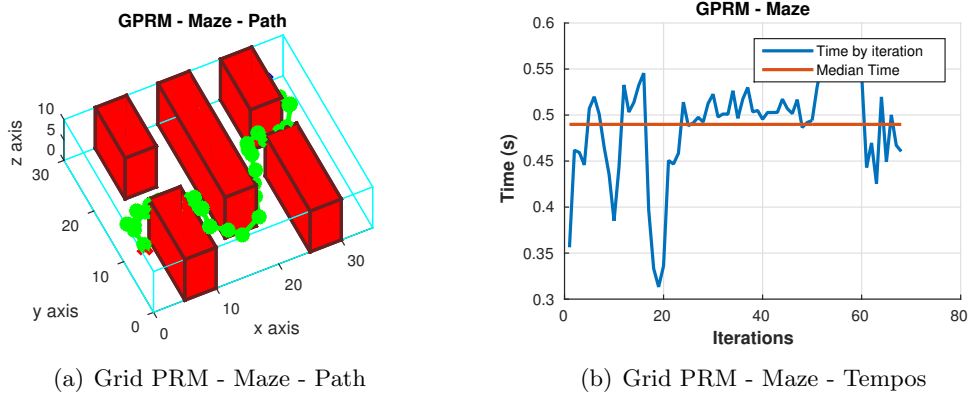 GPRM - Maze - Path
z axis
10
5
0
30
20
10
0
y axis
0
10
20
30
x axis
(a) Grid PRM - Maze - Path
GPRM - Maze
Time by iteration
Median Time
Time (s)
0.6
0.55
0.5
0.45
0.4
0.35
0.3
0
20
40
60
80
Iterations
(b) Grid PRM - Maze - Tempos